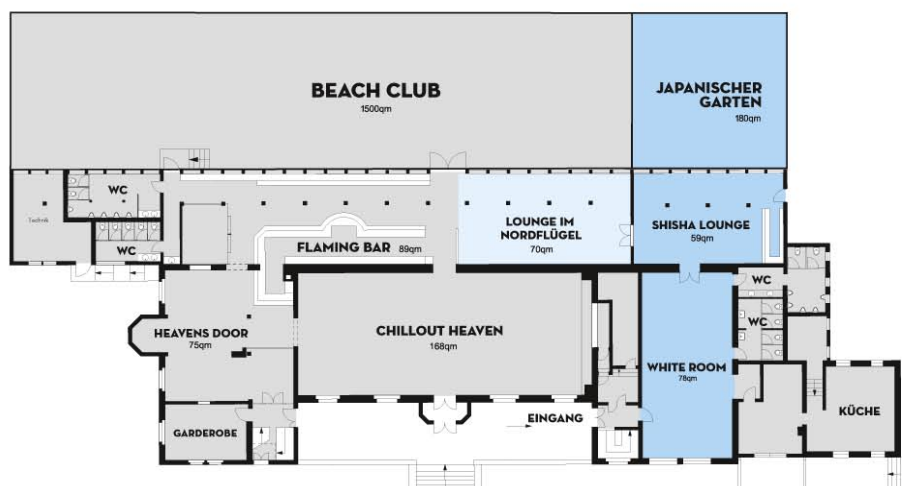 BEACH CLUB
1500qm
JAPANISCHER
GARTEN
180qm
WC
Technik
WC
FLAMING BAR 89qm
LOUNGE IM
NORDFLÜGEL
70qm
SHISHA LOUNGE
59qm
WC
WC
HEAVENS DOOR
75qm
CHILLOUT HEAVEN
168qm
WHITE ROOM
78qm
KÜCHE
GARDEROBE
EINGANG